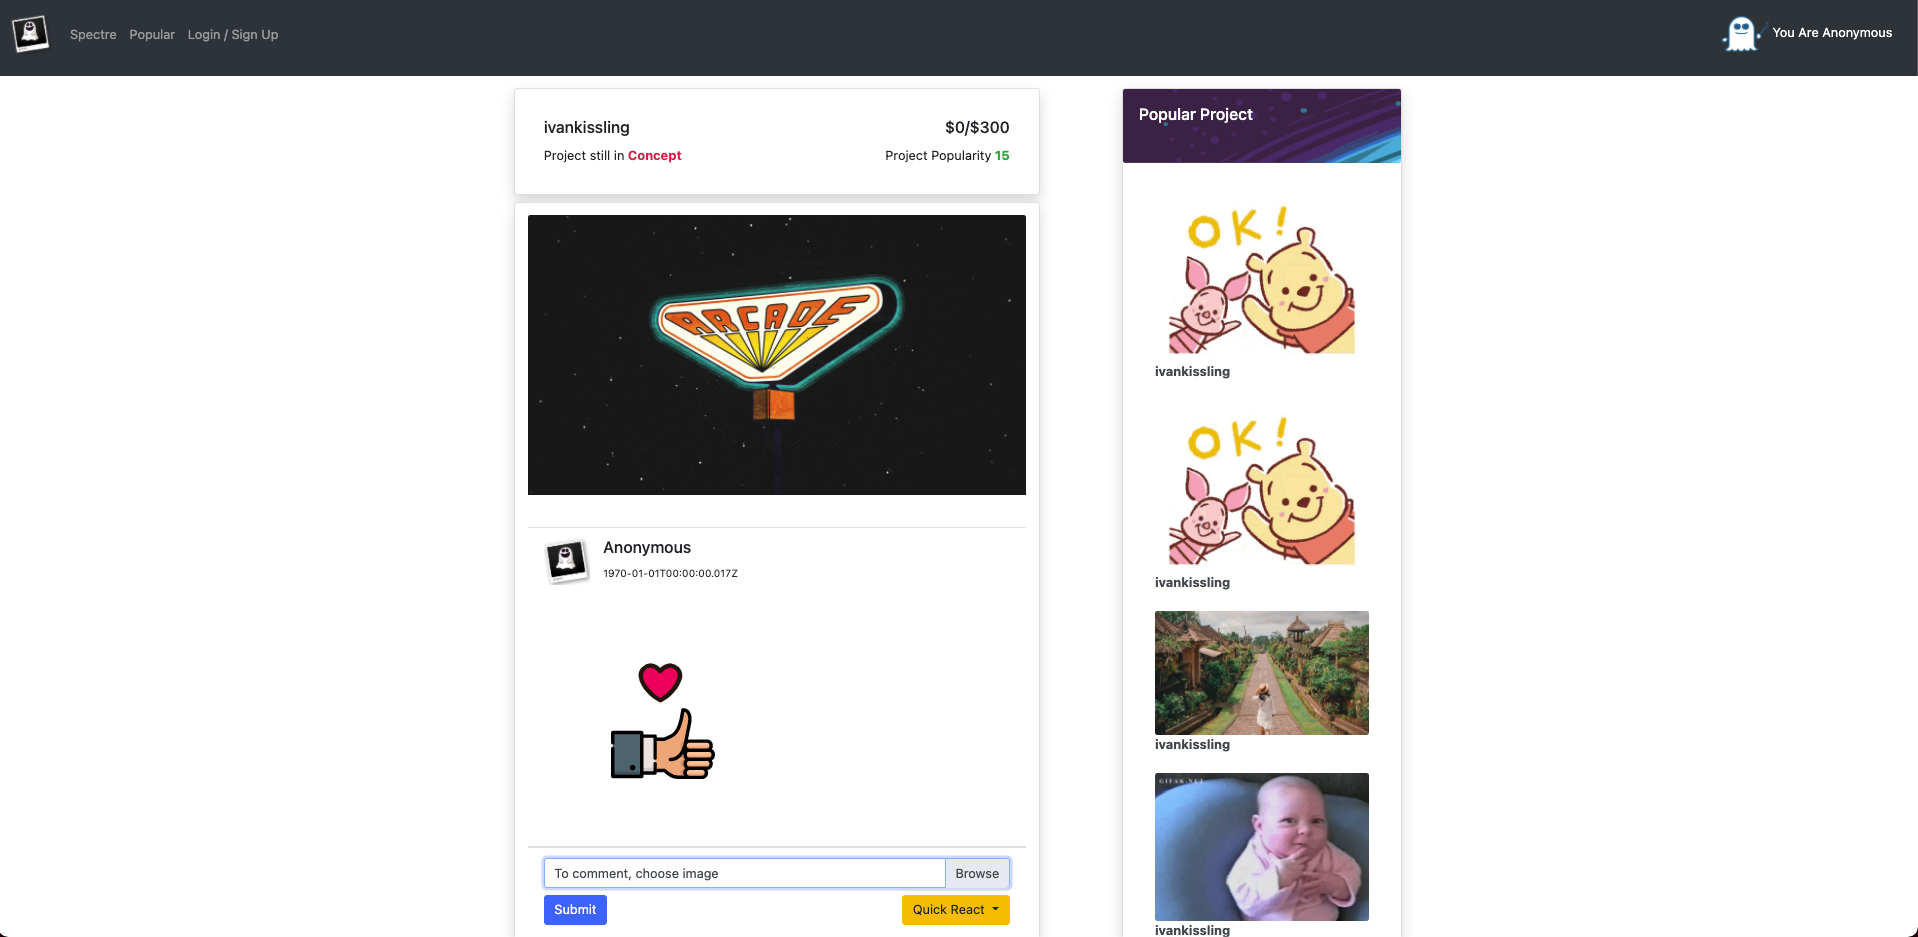 Spectre Popular Login / Sign Up
You Are Anonymous
ivankissling
$0/$300
Project still in Concept
Project Popularity 15
ARCADE
Anonymous
1970-01-01T00:00:00.017Z
To comment, choose image
Browse
Submit
Quick React
Popular Project
OK!
ivankissling
OK!
ivankissling
ivankissling
GIFAK.NET
ivankissling